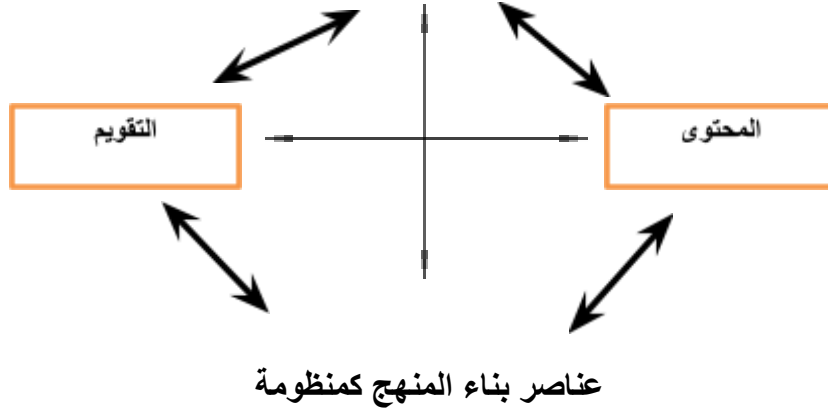 المحتوى
التقويم
عناصر بناء المنهج كمنظومة